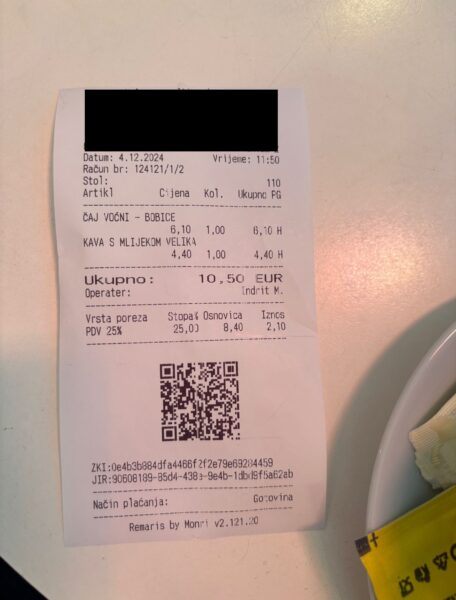 Datum: 4.12.2024 Vrijeme: 11:50
Račun br: 124121/1/2
Stol: 110
Artikl Cijena Kol. Ukupno PG
ČAJ VOĆNI - BOBICE
6,10 1,00 6,10 H
KAVA S MLIJEKOM VELIKA
4,40 1,00 4,40 H
Ukupno: 10,50 EUR
Operater: Indrit M.
Vrsta poreza Stopa% Osnovica Iznos
PDV 25% 25,00 8,40 2,10
Način plaćanja: Gotovina
Remaris by Monri v2.121.20